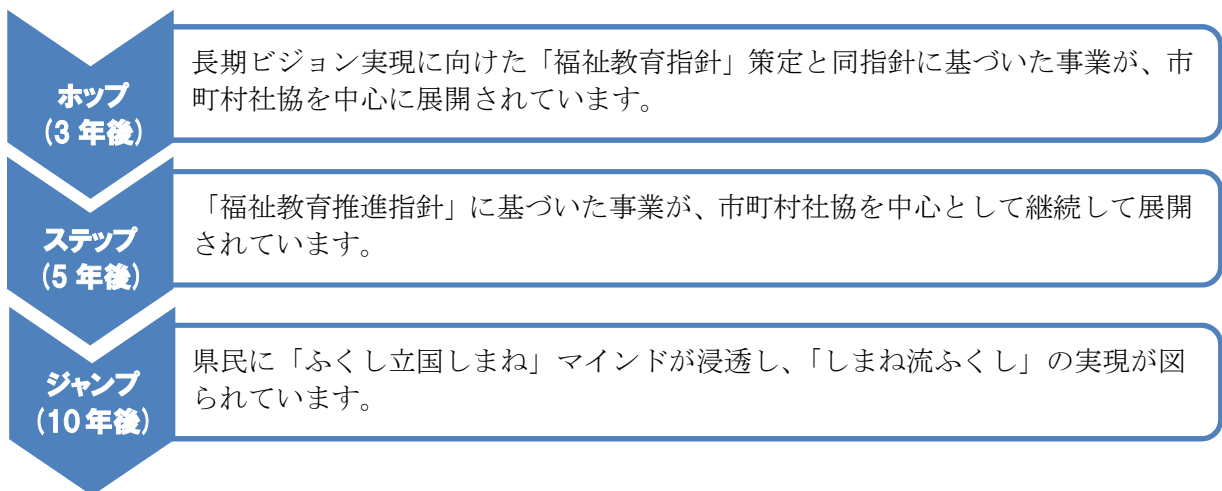 ホップ
(3 年後)
長期ビジョン実現に向けた「福祉教育指針」策定と同指針に基づいた事業が、市
町村社協を中心に展開されています。
ステップ
(5 年後)
「福祉教育推進指針」に基づいた事業が、市町村社協を中心として継続して展開
されています。
ジャンプ
(10 年後)
県民に「ふくし立国しまね」マインドが浸透し、「しまね流ふくし」の実現が図
られています。